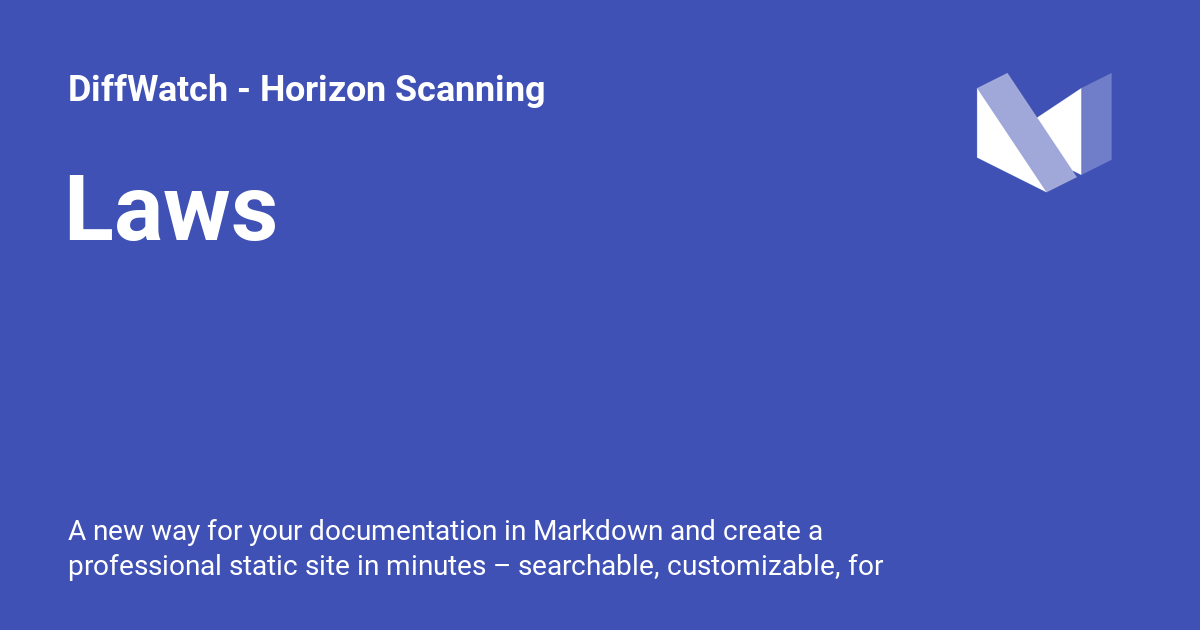 DiffWatch - Horizon Scanning
Laws
A new way for your documentation in Markdown and create a
professional static site in minutes – searchable, customizable, for